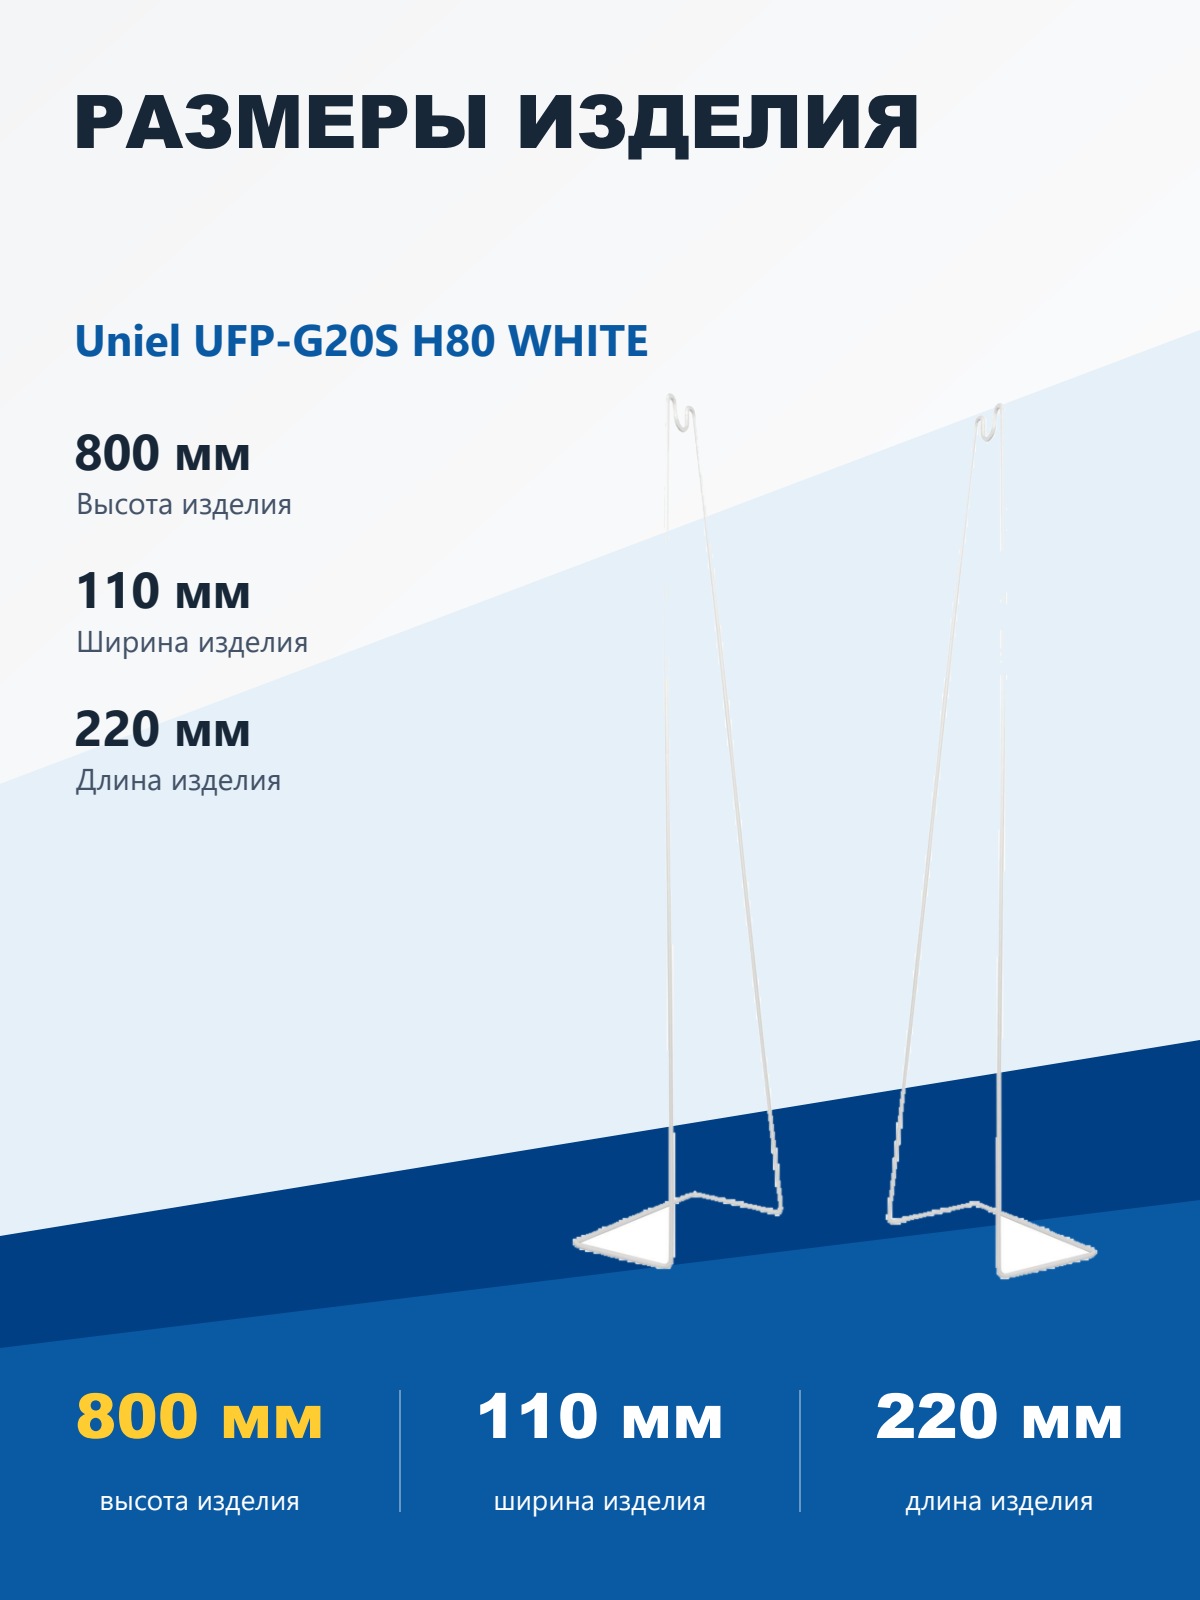 РАЗМЕРЫ ИЗДЕЛИЯ
Uniel UFP-G20S H80 WHITE
800 мм
Высота изделия
110 мм
Ширина изделия
220 мм
Длина изделия
800 мм
высота изделия
110 мм
ширина изделия
220 мм
длина изделия